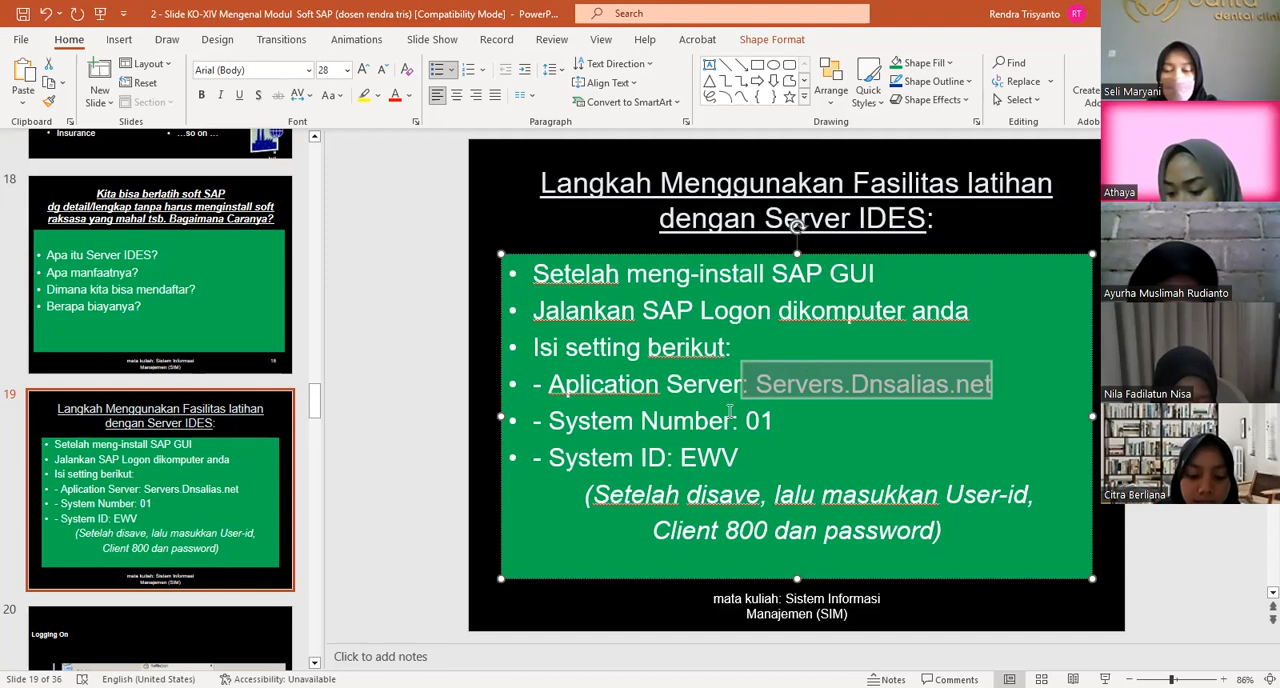 2 - Slide KO-XIV Mengenal Modul Soft SAP (dosen rendra tris) [Compatibility Mode] - PowerP...
Search
Rendra Trisyanto
RT
File
Home
Insert
Draw
Design
Transitions
Animations
Slide Show
Record
Review
View
Help
Acrobat
Shape Format
Paste
New
Slide
Layout
Reset
Section
Arial (Body)
28
Text Direction
Align Text
Convert to SmartArt
Arrange
Quick
Styles
Shape Fill
Shape Outline
Shape Effects
Find
Replace
Select
Create
Adob
Clipboard
Slides
Font
Paragraph
Drawing
Editing
Insurance
...so on ...
18
Kita bisa berlatih soft SAP
dg detail/lengkap tanpa harus menginstall soft
raksasa yang mahal tsb. Bagaimana Caranya?
Apa itu Server IDES?
Apa manfaatnya?
Dimana kita bisa mendaftar?
Berapa biayanya?
mata kuliah: Sistem Informasi
Manajemen (SIM)
18
19
Langkah Menggunakan Fasilitas latihan
dengan Server IDES:
• Setelah meng-install SAP GUI
• Jalankan SAP Logon dikomputer anda
• Isi setting berikut:
• - Aplication Server: Servers.Dnsalias.net
• - System Number: 01
• - System ID: EWV
(Setelah disave, lalu masukkan User-id,
Client 800 dan password)
mata kuliah: Sistem Informasi
Manajemen (SIM)
20
Logging On
Langkah Menggunakan Fasilitas latihan
dengan Server IDES:
• Setelah meng-install SAP GUI
• Jalankan SAP Logon dikomputer anda
• Isi setting berikut:
• - Aplication Server: Servers.Dnsalias.net
• - System Number: 01
• - System ID: EWV
(Setelah disave, lalu masukkan User-id,
Client 800 dan password)
mata kuliah: Sistem Informasi
Manajemen (SIM)
Click to add notes
Slide 19 of 36
English (United States)
Accessibility: Unavailable
Notes
Comments
86%
dental clini
Seli Maryani
Athaya
Ayurha Muslimah Rudianto
Nila Fadilatun Nisa
Citra Berliana